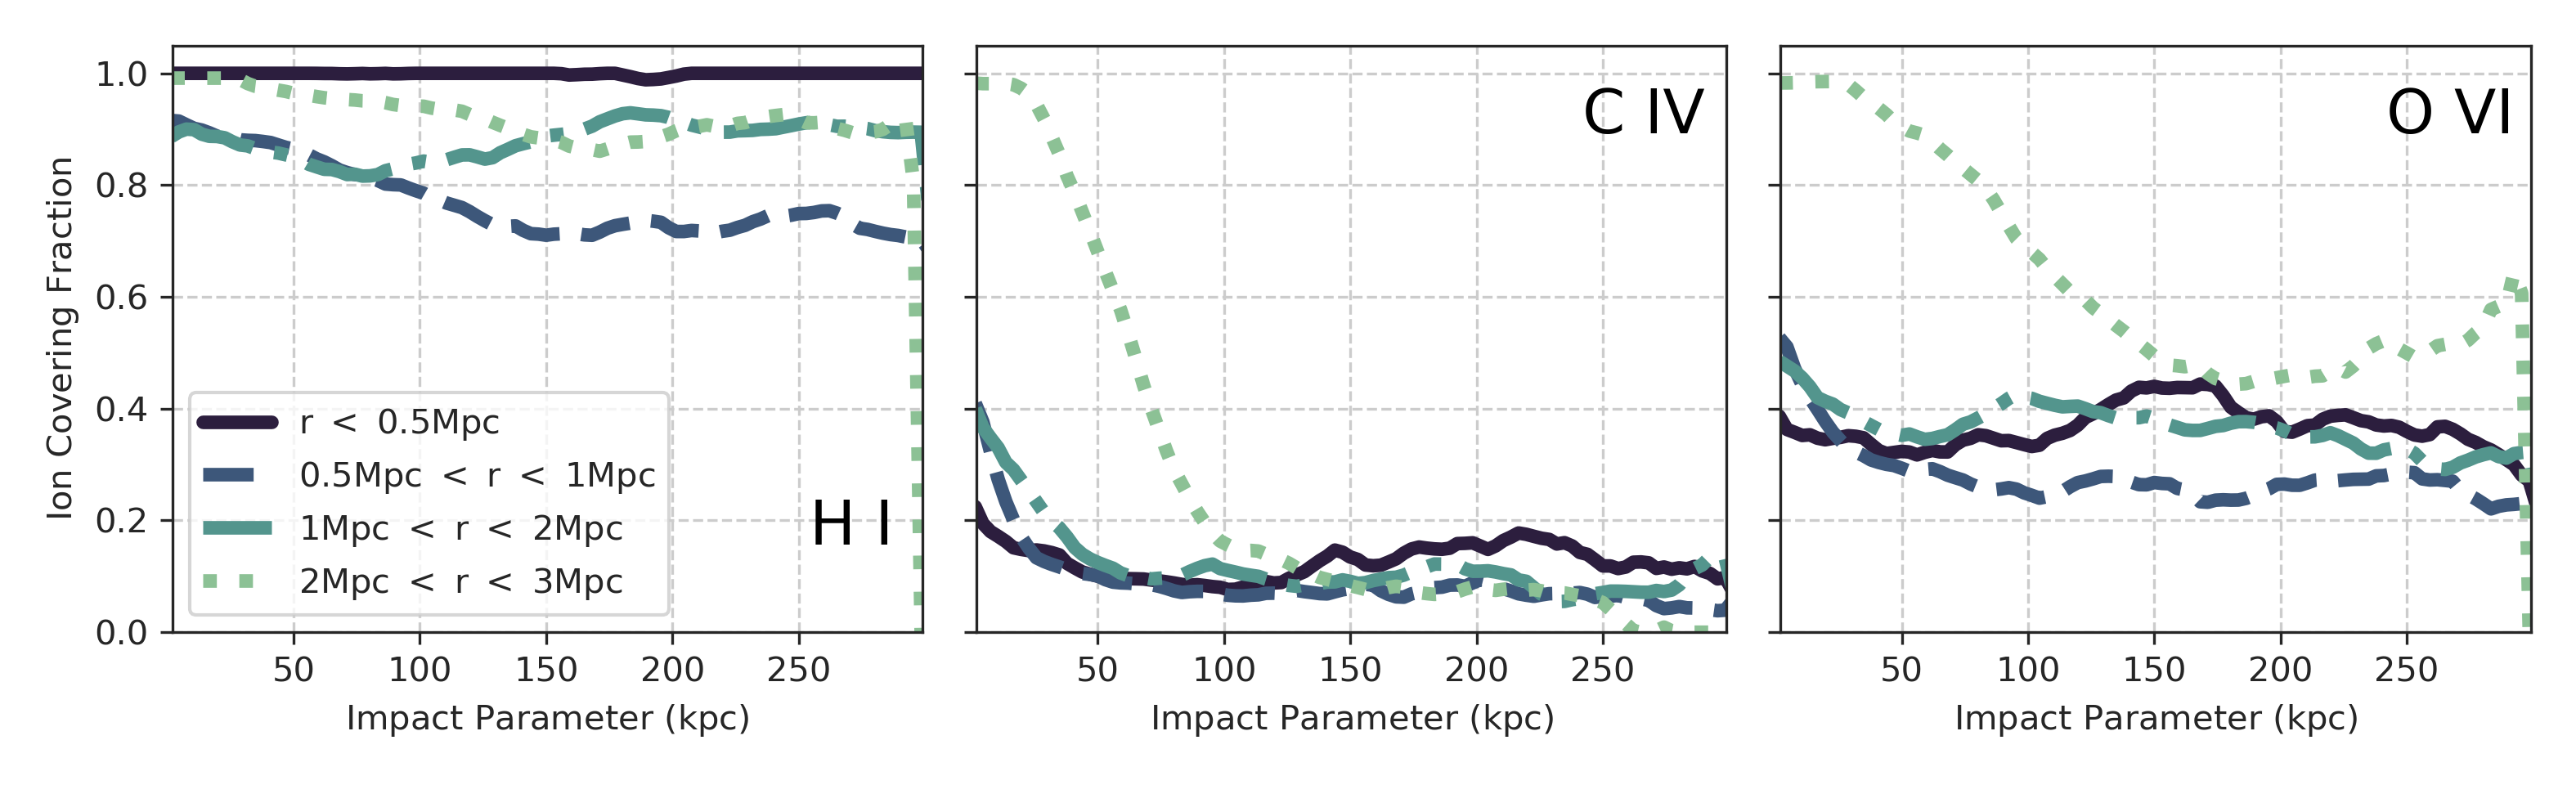 Ion Covering Fraction
1.0
0.8
0.6
0.4
0.2
0.0
r < 0.5Mpc
0.5Mpc < r < 1Mpc
1Mpc < r < 2Mpc
2Mpc < r < 3Mpc
H I
50 100 150 200 250
Impact Parameter (kpc)
C IV
50 100 150 200 250
Impact Parameter (kpc)
O VI
50 100 150 200 250
Impact Parameter (kpc)